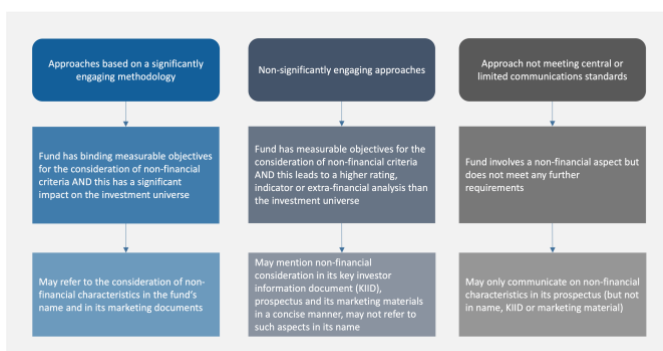 Approaches based on a significantly
engaging methodology
Non-significantly engaging approaches
Approach not meeting central or
limited communications standards
Fund has binding measurable objectives
for the consideration of non-financial
criteria AND this has a significant
impact on the investment universe
Fund has measurable objectives for the
consideration of non-financial criteria
AND this leads to a higher rating,
indicator or extra-financial analysis than
the investment universe
Fund involves a non-financial aspect but
does not meet any further
requirements
May refer to the consideration of non-
financial characteristics in the fund's
name and in its marketing documents
May mention non-financial
consideration in its key investor
information document (KIID),
prospectus and its marketing materials
in a concise manner, may not refer to
such aspects in its name
May only communicate on non-financial
characteristics in its prospectus (but not
in name, KIID or marketing material)